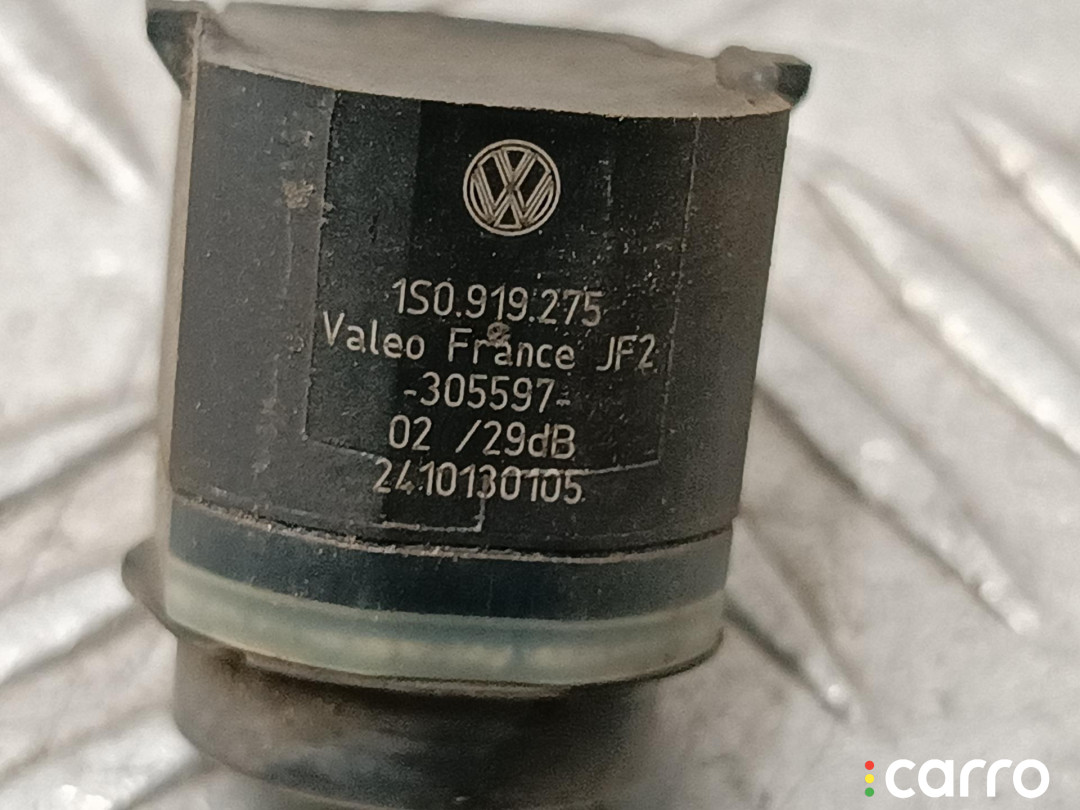 1S0.919.275
Valeo France JF2
-305597-
02 /29dB
2410130105
carro